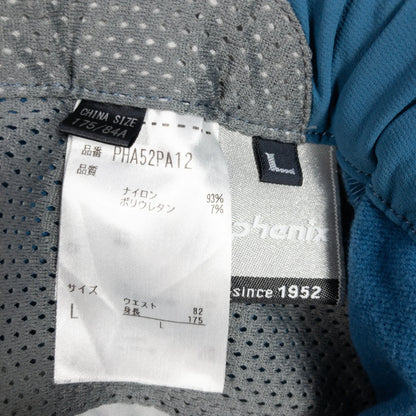 CHINA SIZE
175/84A
品番 PHA52PA12
品質
ナイロン 93%
ポリウレタン 7%
サイズ
L
ウエスト 82
身長 175
L
L
phenix
since 1952